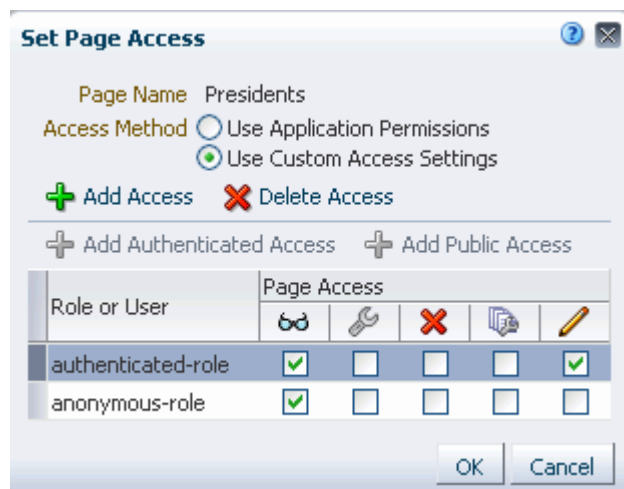 Set Page Access
Page Name Presidents
Access Method Use Application Permissions
Use Custom Access Settings
Add Access Delete Access
Add Authenticated Access Add Public Access
Role or User
Page Access
authenticated-role
anonymous-role
OK Cancel